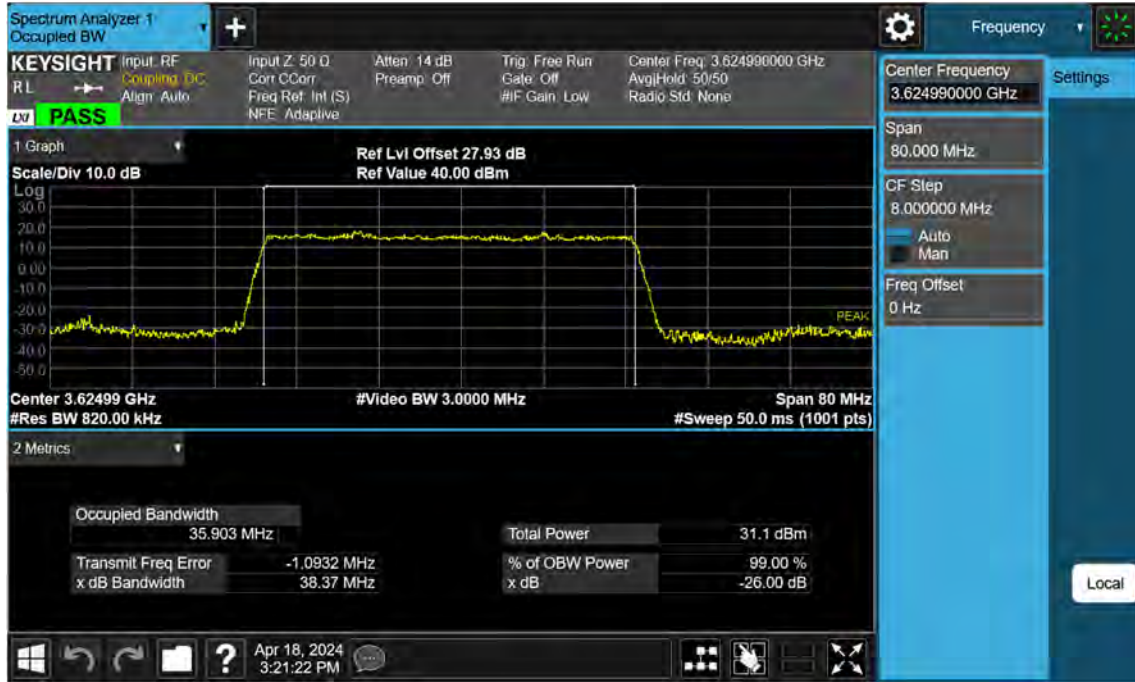 Spectrum Analyzer 1
Occupied BW
+
Frequency
KEYSIGHT
RL
LXI
PASS
Input: RF
Coupling: DC
Align: Auto
Input Z: 50 Ω
Corr CCorr
Freq Ref: Int (S)
NFE: Adaptive
Atten: 14 dB
Preamp: Off
Trig: Free Run
Gate: Off
#IF Gain: Low
Center Freq: 3.624990000 GHz
Avg|Hold: 50/50
Radio Std: None
1 Graph
Scale/Div 10.0 dB
Ref Lvl Offset 27.93 dB
Ref Value 40.00 dBm
Log
30.0
20.0
10.0
0.00
-10.0
-20.0
-30.0
-40.0
-50.0
PEAK
Center 3.62499 GHz
#Video BW 3.0000 MHz
Span 80 MHz
#Res BW 820.00 kHz
#Sweep 50.0 ms (1001 pts)
2 Metrics
Occupied Bandwidth
35.903 MHz
Total Power 31.1 dBm
Transmit Freq Error -1.0932 MHz
% of OBW Power 99.00 %
x dB Bandwidth 38.37 MHz
x dB -26.00 dB
Center Frequency
3.624990000 GHz
Settings
Span
80.000 MHz
CF Step
8.000000 MHz
Auto
Man
Freq Offset
0 Hz
Local
?
Apr 18, 2024
3:21:22 PM